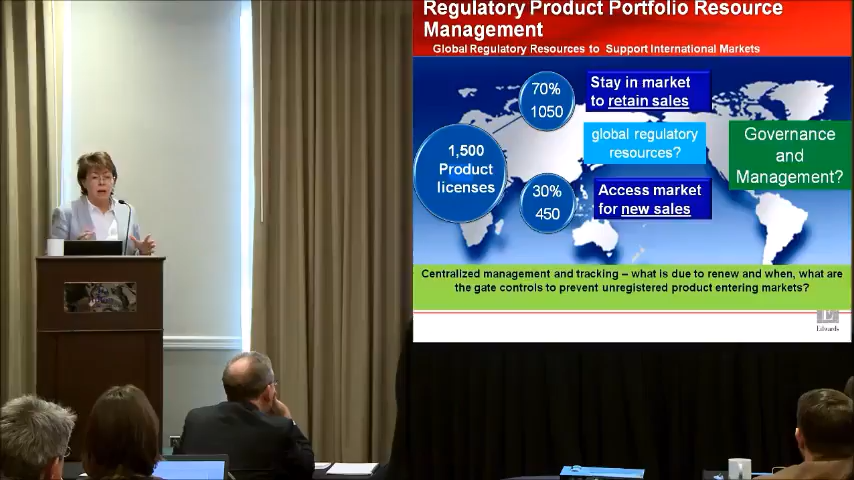 Regulatory Product Portfolio Resource
Management
Global Regulatory Resources to Support International Markets
70%
1050
Stay in market
to retain sales
1,500
Product
licenses
global regulatory
resources?
Governance
and
Management?
30%
450
Access market
for new sales
Centralized management and tracking – what is due to renew and when, what are
the gate controls to prevent unregistered product entering markets?
E
Edwards